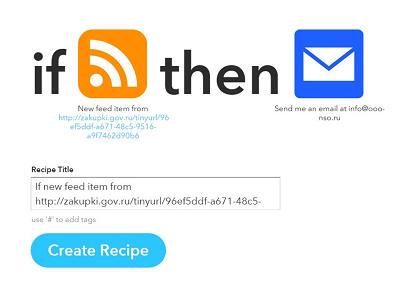 if then
New feed item from
http://zakupki.gov.ru/tinyurl/96
ef5ddf-a671-48c5-9516-
a9f7462d90b6
Send me an email at info@ooo-
nso.ru
Recipe Title
If new feed item from
http://zakupki.gov.ru/tinyurl/96ef5ddf-a671-48c5-
use '#' to add tags
Create Recipe